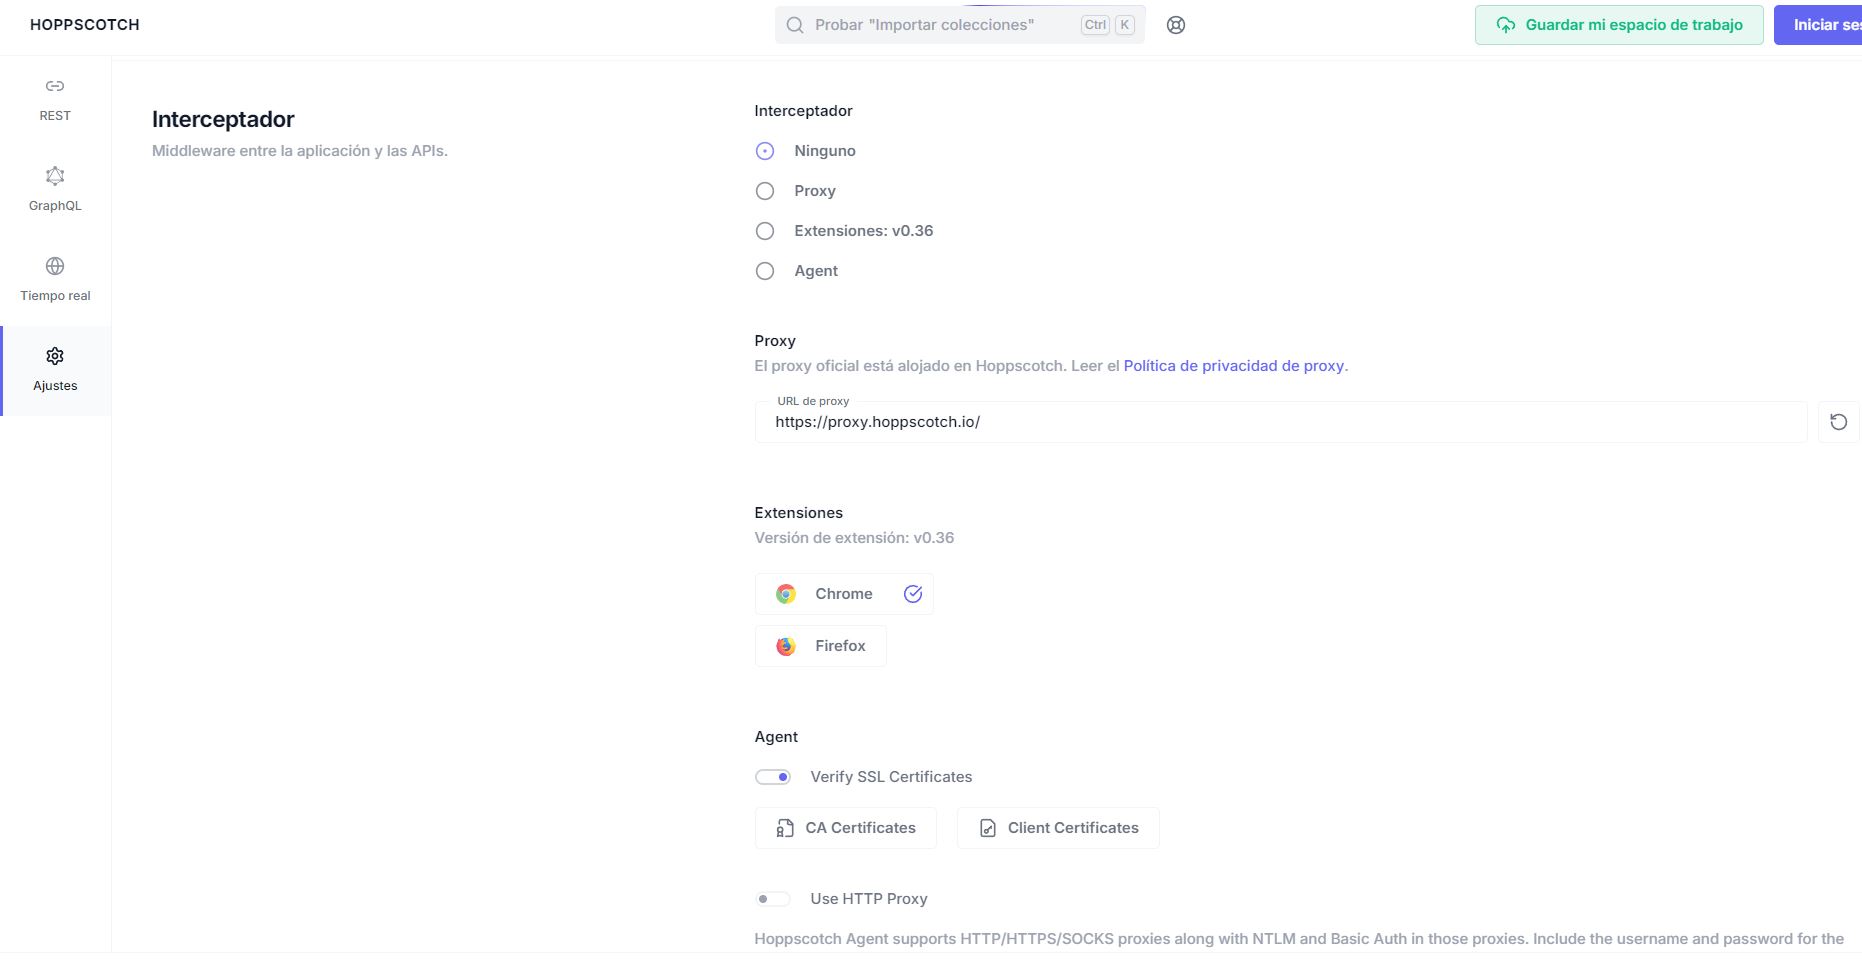 HOPPSCOTCH
Probar "Importar colecciones"
Ctrl K
Guardar mi espacio de trabajo
Iniciar ses
REST
GraphQL
Tiempo real
Ajustes
Interceptador
Middleware entre la aplicación y las APIs.
Interceptador
Ninguno
Proxy
Extensiones: v0.36
Agent
Proxy
El proxy oficial está alojado en Hoppscotch. Leer el Política de privacidad de proxy.
URL de proxy
https://proxy.hoppscotch.io/
Extensiones
Versión de extensión: v0.36
Chrome
Firefox
Agent
Verify SSL Certificates
CA Certificates
Client Certificates
Use HTTP Proxy
Hoppscotch Agent supports HTTP/HTTPS/SOCKS proxies along with NTLM and Basic Auth in those proxies. Include the username and password for the